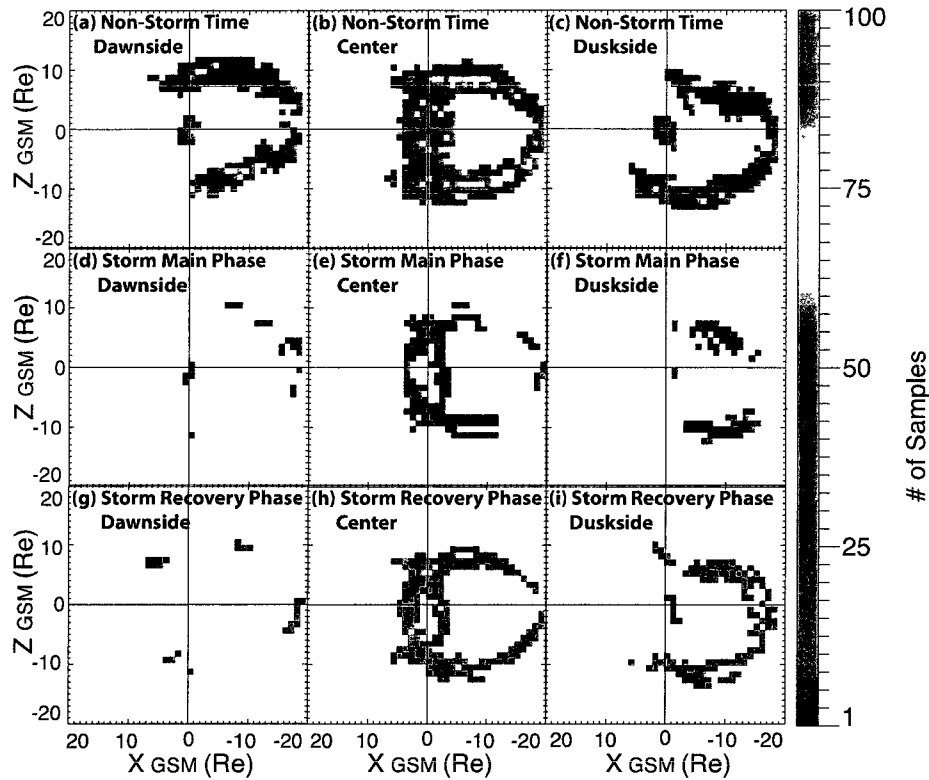 (a) Non-Storm Time
Dawnside
(b) Non-Storm Time
Center
(c) Non-Storm Time
Duskside
20
10
0
-10
-20
Z GSM (Re)
(d) Storm Main Phase
Dawnside
(e) Storm Main Phase
Center
(f) Storm Main Phase
Duskside
20
10
0
-10
-20
Z GSM (Re)
(g) Storm Recovery Phase
Dawnside
(h) Storm Recovery Phase
Center
(i) Storm Recovery Phase
Duskside
20
10
0
-10
-20
Z GSM (Re)
20 10 0 -10 -20
20 10 0 -10 -20
20 10 0 -10 -20
X GSM (Re)
X GSM (Re)
X GSM (Re)
100
75
50
25
1
# of Samples